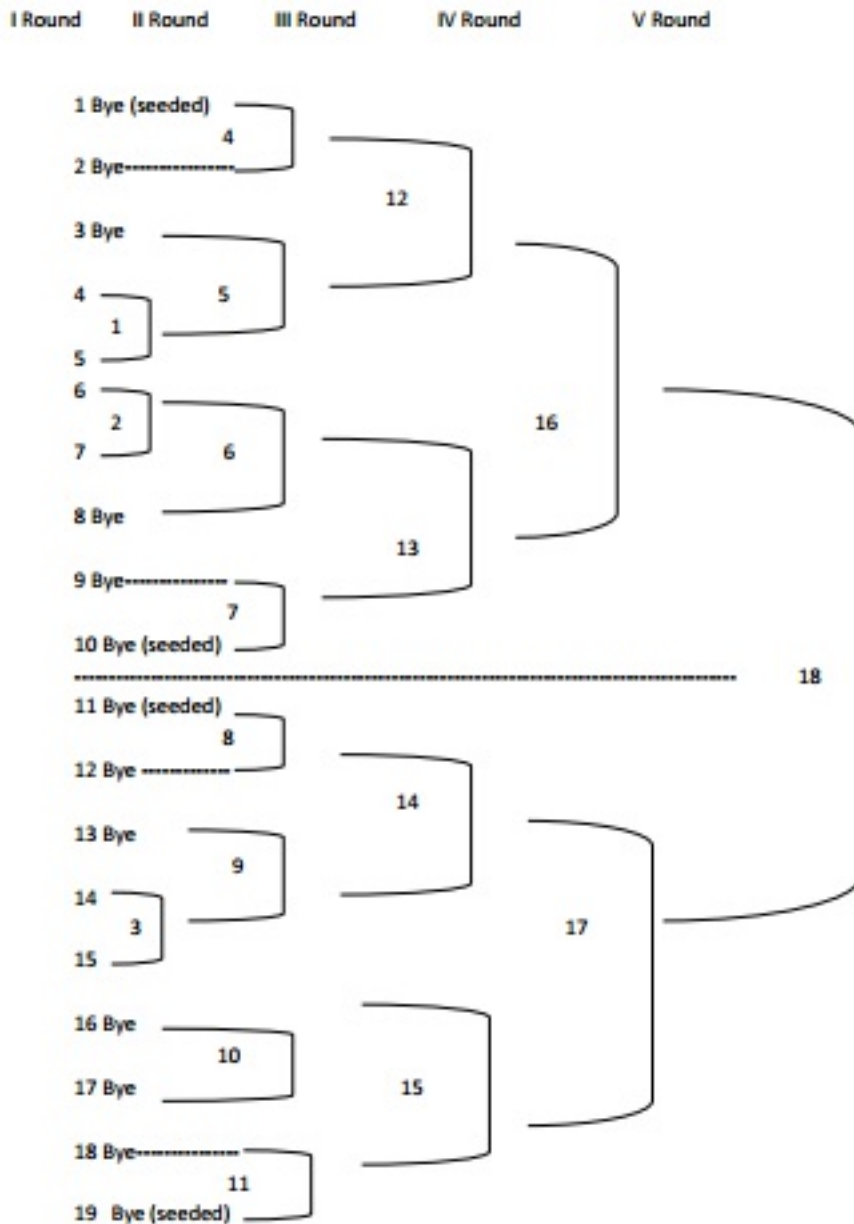 I Round II Round III Round IV Round V Round
1 Bye (seeded)
4
2 Bye------------------
12
3 Bye
4
5
1
5
6
2
16
7
6
8 Bye
13
9 Bye-----------------
7
10 Bye (seeded)
------------------------------------------------------------------------------------------------ 18
11 Bye (seeded)
8
12 Bye --------------
14
13 Bye
9
14
3
17
15
16 Bye
10
17 Bye
15
18 Bye-----------------
11
19 Bye (seeded)